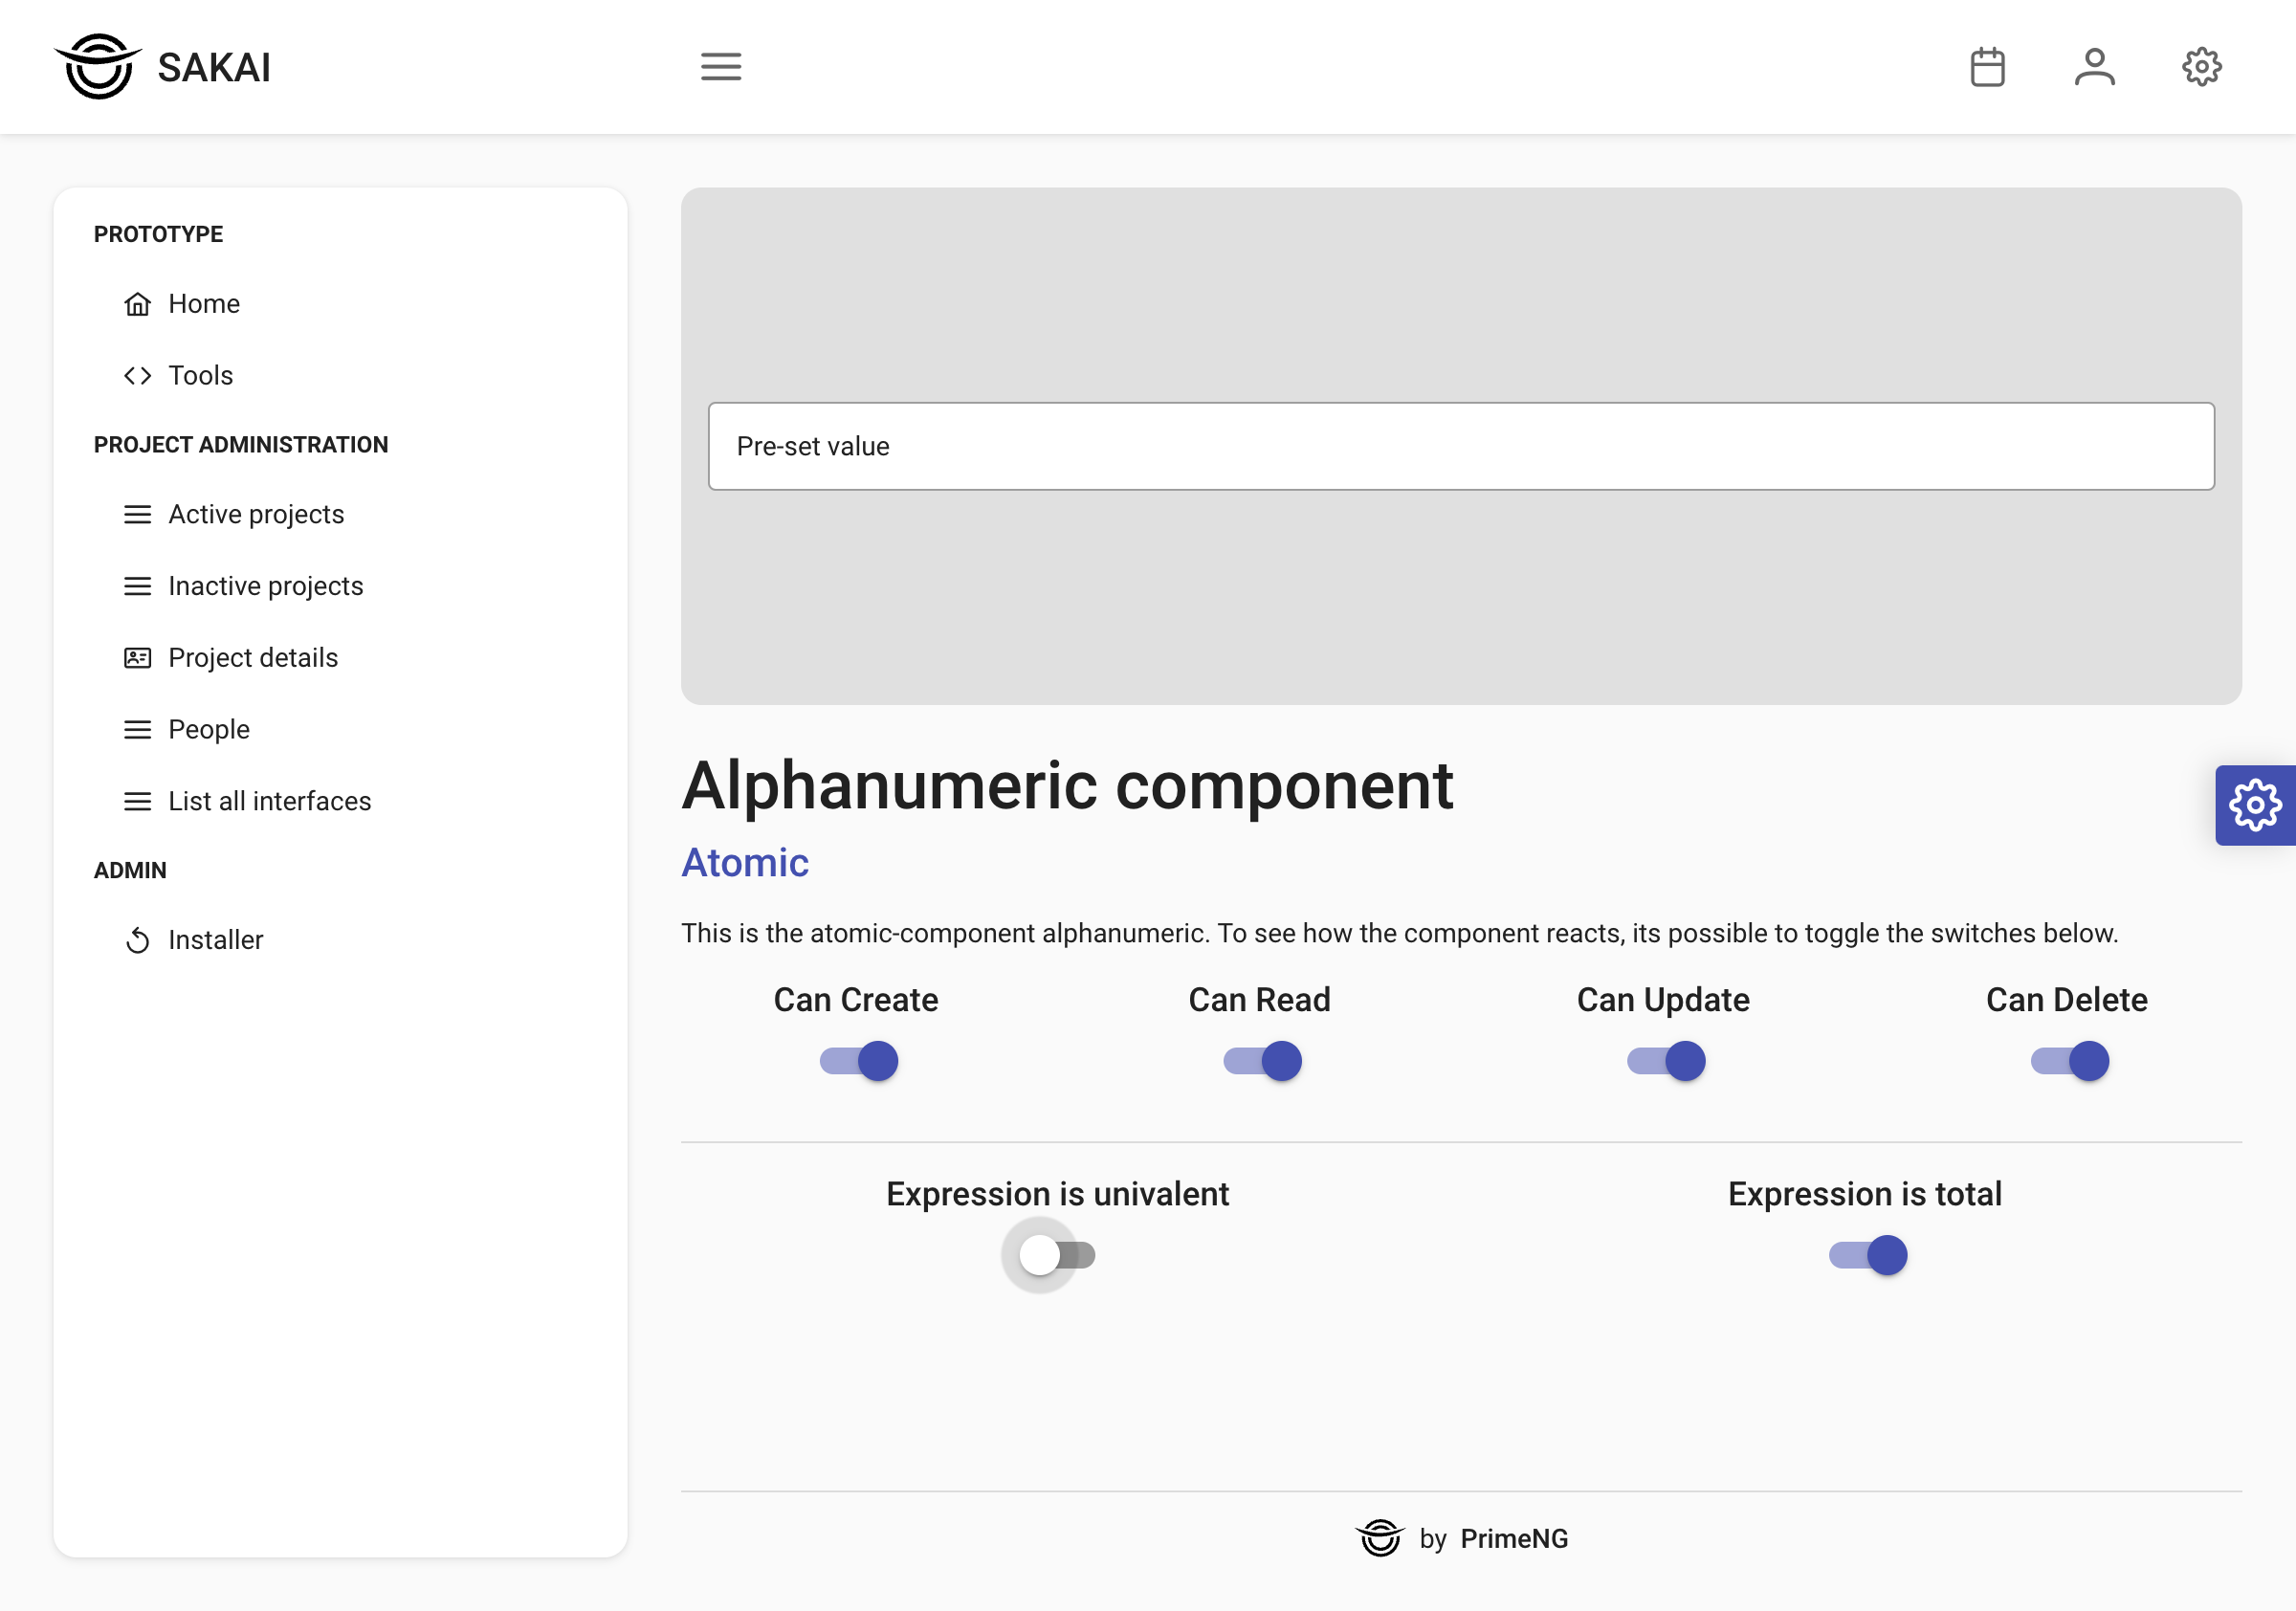 SAKAI
PROTOTYPE
Home
Tools
PROJECT ADMINISTRATION
Active projects
Inactive projects
Project details
People
List all interfaces
ADMIN
Installer
Pre-set value
Alphanumeric component
Atomic
This is the atomic-component alphanumeric. To see how the component reacts, its possible to toggle the switches below.
Can Create Can Read Can Update Can Delete
Expression is univalent Expression is total
by PrimeNG